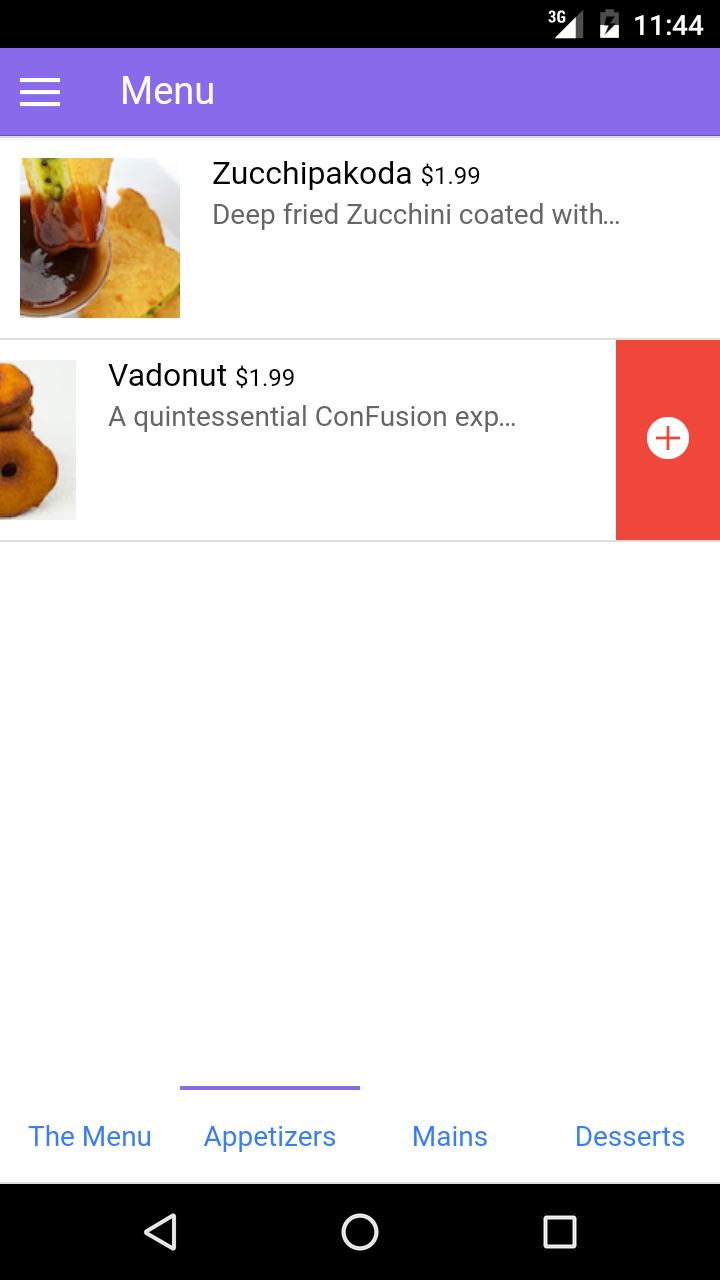 3G 11:44
Menu
Zucchipakoda $1.99
Deep fried Zucchini coated with...
Vadonut $1.99
A quintessential ConFusion exp...
The Menu Appetizers Mains Desserts